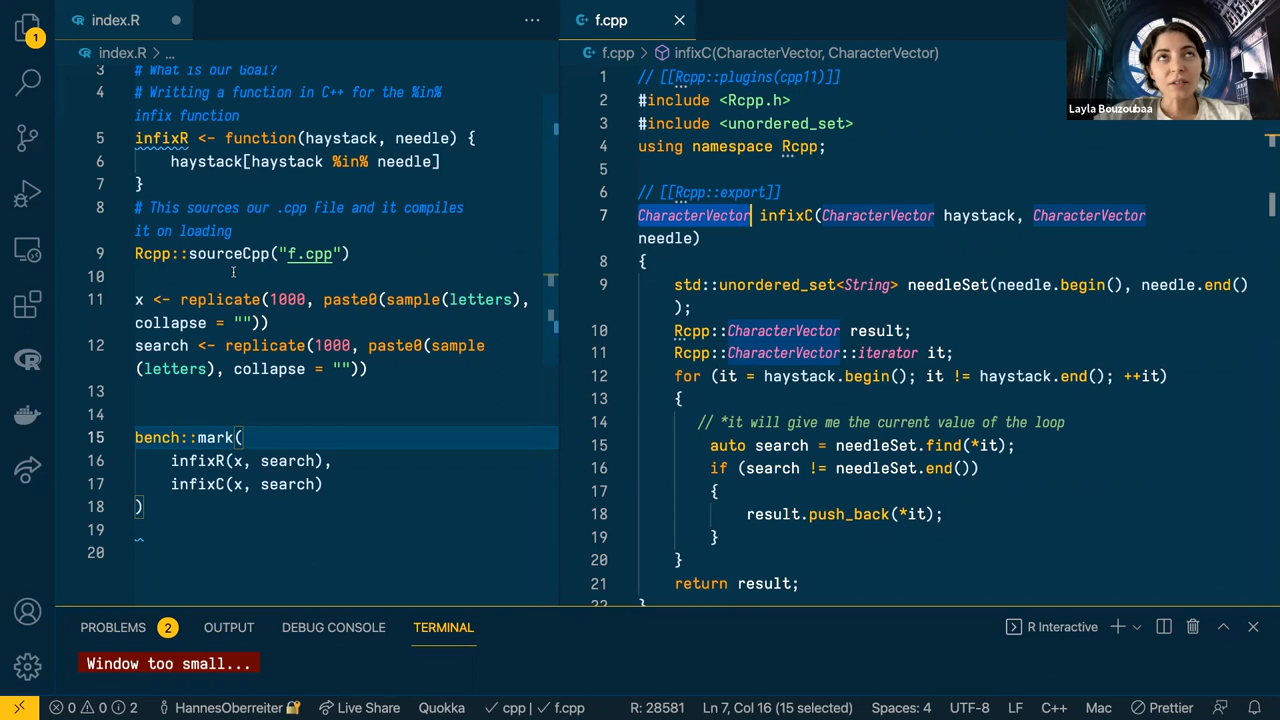 index.R
f.cpp
index.R > ...
f.cpp > infixC(CharacterVector, CharacterVector)
Layla Bouzoubaa
1
3 # What is our Goal?
4 # Writting a function in C++ for the %in%
infix function
5 infixR <- function(haystack, needle) {
6 haystack[haystack %in% needle]
7 }
8 # This sources our .cpp File and it compiles
it on loading
9 Rcpp::sourceCpp("f.cpp")
10
11 x <- replicate(1000, paste0(sample(letters),
collapse = ""))
12 search <- replicate(1000, paste0(sample
(letters), collapse = ""))
13
14
15 bench::mark(
16 infixR(x, search),
17 infixC(x, search)
18 )
19
20
1 // [[Rcpp::plugins(cpp11)]]
2 #include <Rcpp.h>
3 #include <unordered_set>
4 using namespace Rcpp;
5
6 // [[Rcpp::export]]
7 CharacterVector infixC(CharacterVector haystack, CharacterVector
needle)
8 {
9 std::unordered_set<String> needleSet(needle.begin(), needle.end()
);
10 Rcpp::CharacterVector result;
11 Rcpp::CharacterVector::iterator it;
12 for (it = haystack.begin(); it != haystack.end(); ++it)
13 {
14 // *it will give me the current value of the loop
15 auto search = needleSet.find(*it);
16 if (search != needleSet.end())
17 {
18 result.push_back(*it);
19 }
20 }
21 return result;
22 }
PROBLEMS 2 OUTPUT DEBUG CONSOLE TERMINAL
R Interactive
Window too small...
0 0 2 HannesOberreiter Live Share Quokka cpp | f.cpp R: 28581 Ln 7, Col 16 (15 selected) Spaces: 4 UTF-8 LF C++ Mac Prettier